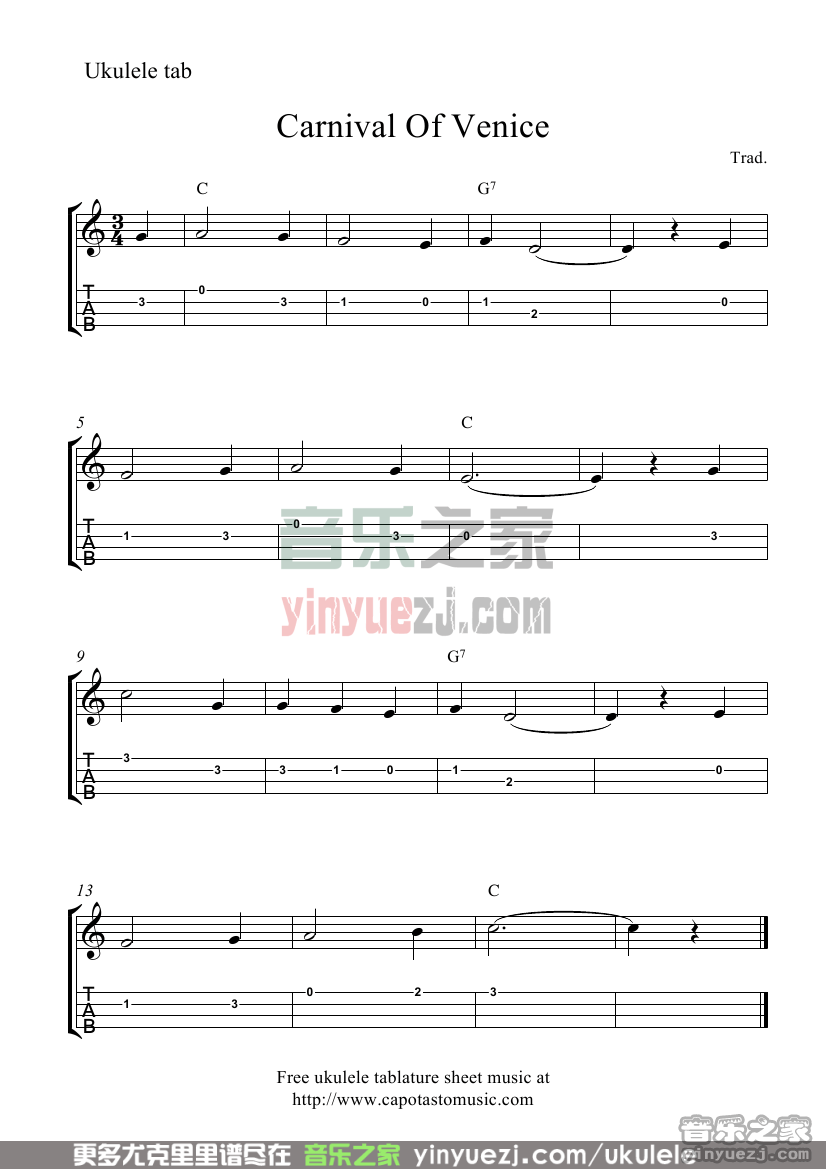 Ukulele tab
Carnival Of Venice
Trad.
C G7
3 4
T A B
3 0 3 1 0 1 2 0
5 C
T A B
1 3 0 3 0 3
音乐之家
yinyuezj.com
9 G7
T A B
3 3 3 1 0 1 2 0
13 C
T A B
1 3 0 2 3
Free ukulele tablature sheet music at
http://www.capotastomusic.com
音乐之家
更多尤克里里谱尽在 音乐之家 yinyuezj.com/ukulele
YINYUEZJ.COM